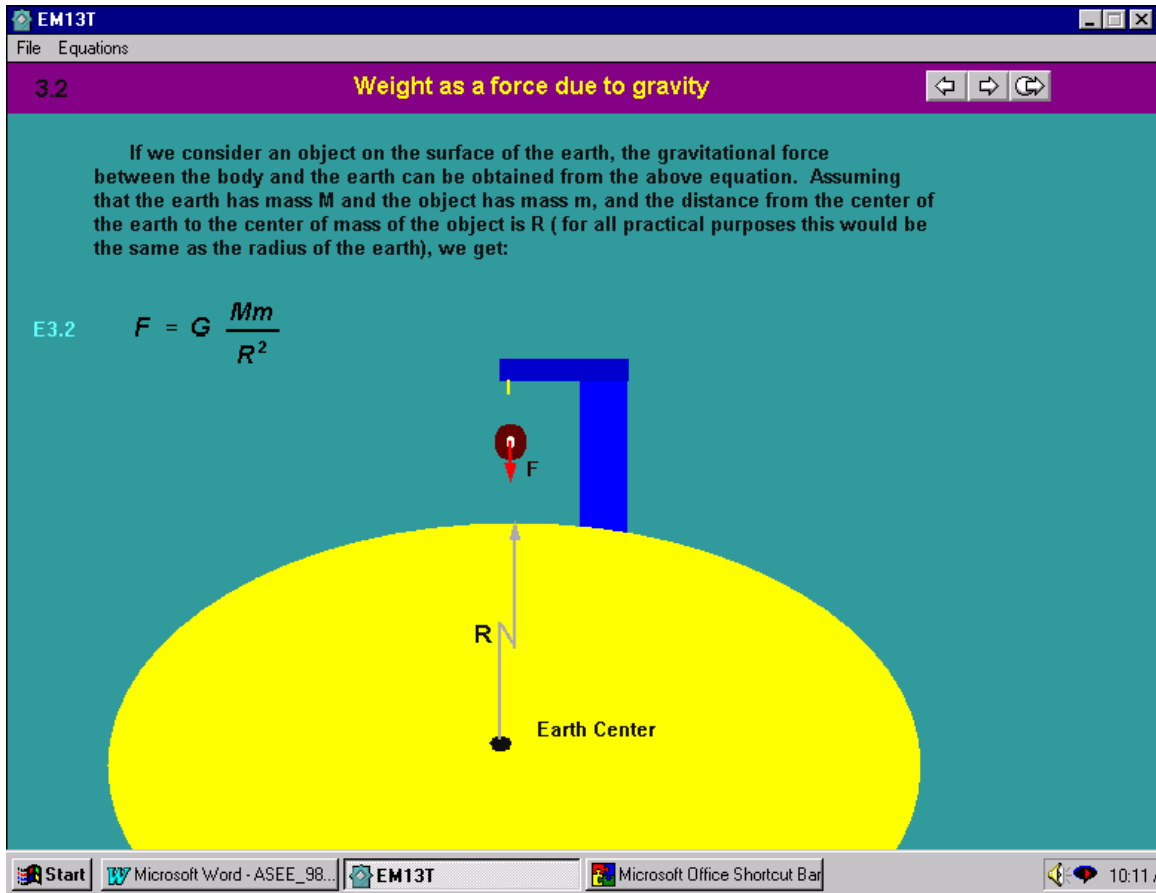 EM13T
File Equations
3.2 Weight as a force due to gravity
If we consider an object on the surface of the earth, the gravitational force
between the body and the earth can be obtained from the above equation. Assuming
that the earth has mass M and the object has mass m, and the distance from the center of
the earth to the center of mass of the object is R ( for all practical purposes this would be
the same as the radius of the earth), we get:
E3.2 F = G Mm / R²
F
R
Earth Center
Start Microsoft Word - ASEE_98... EM13T Microsoft Office Shortcut Bar 10:11